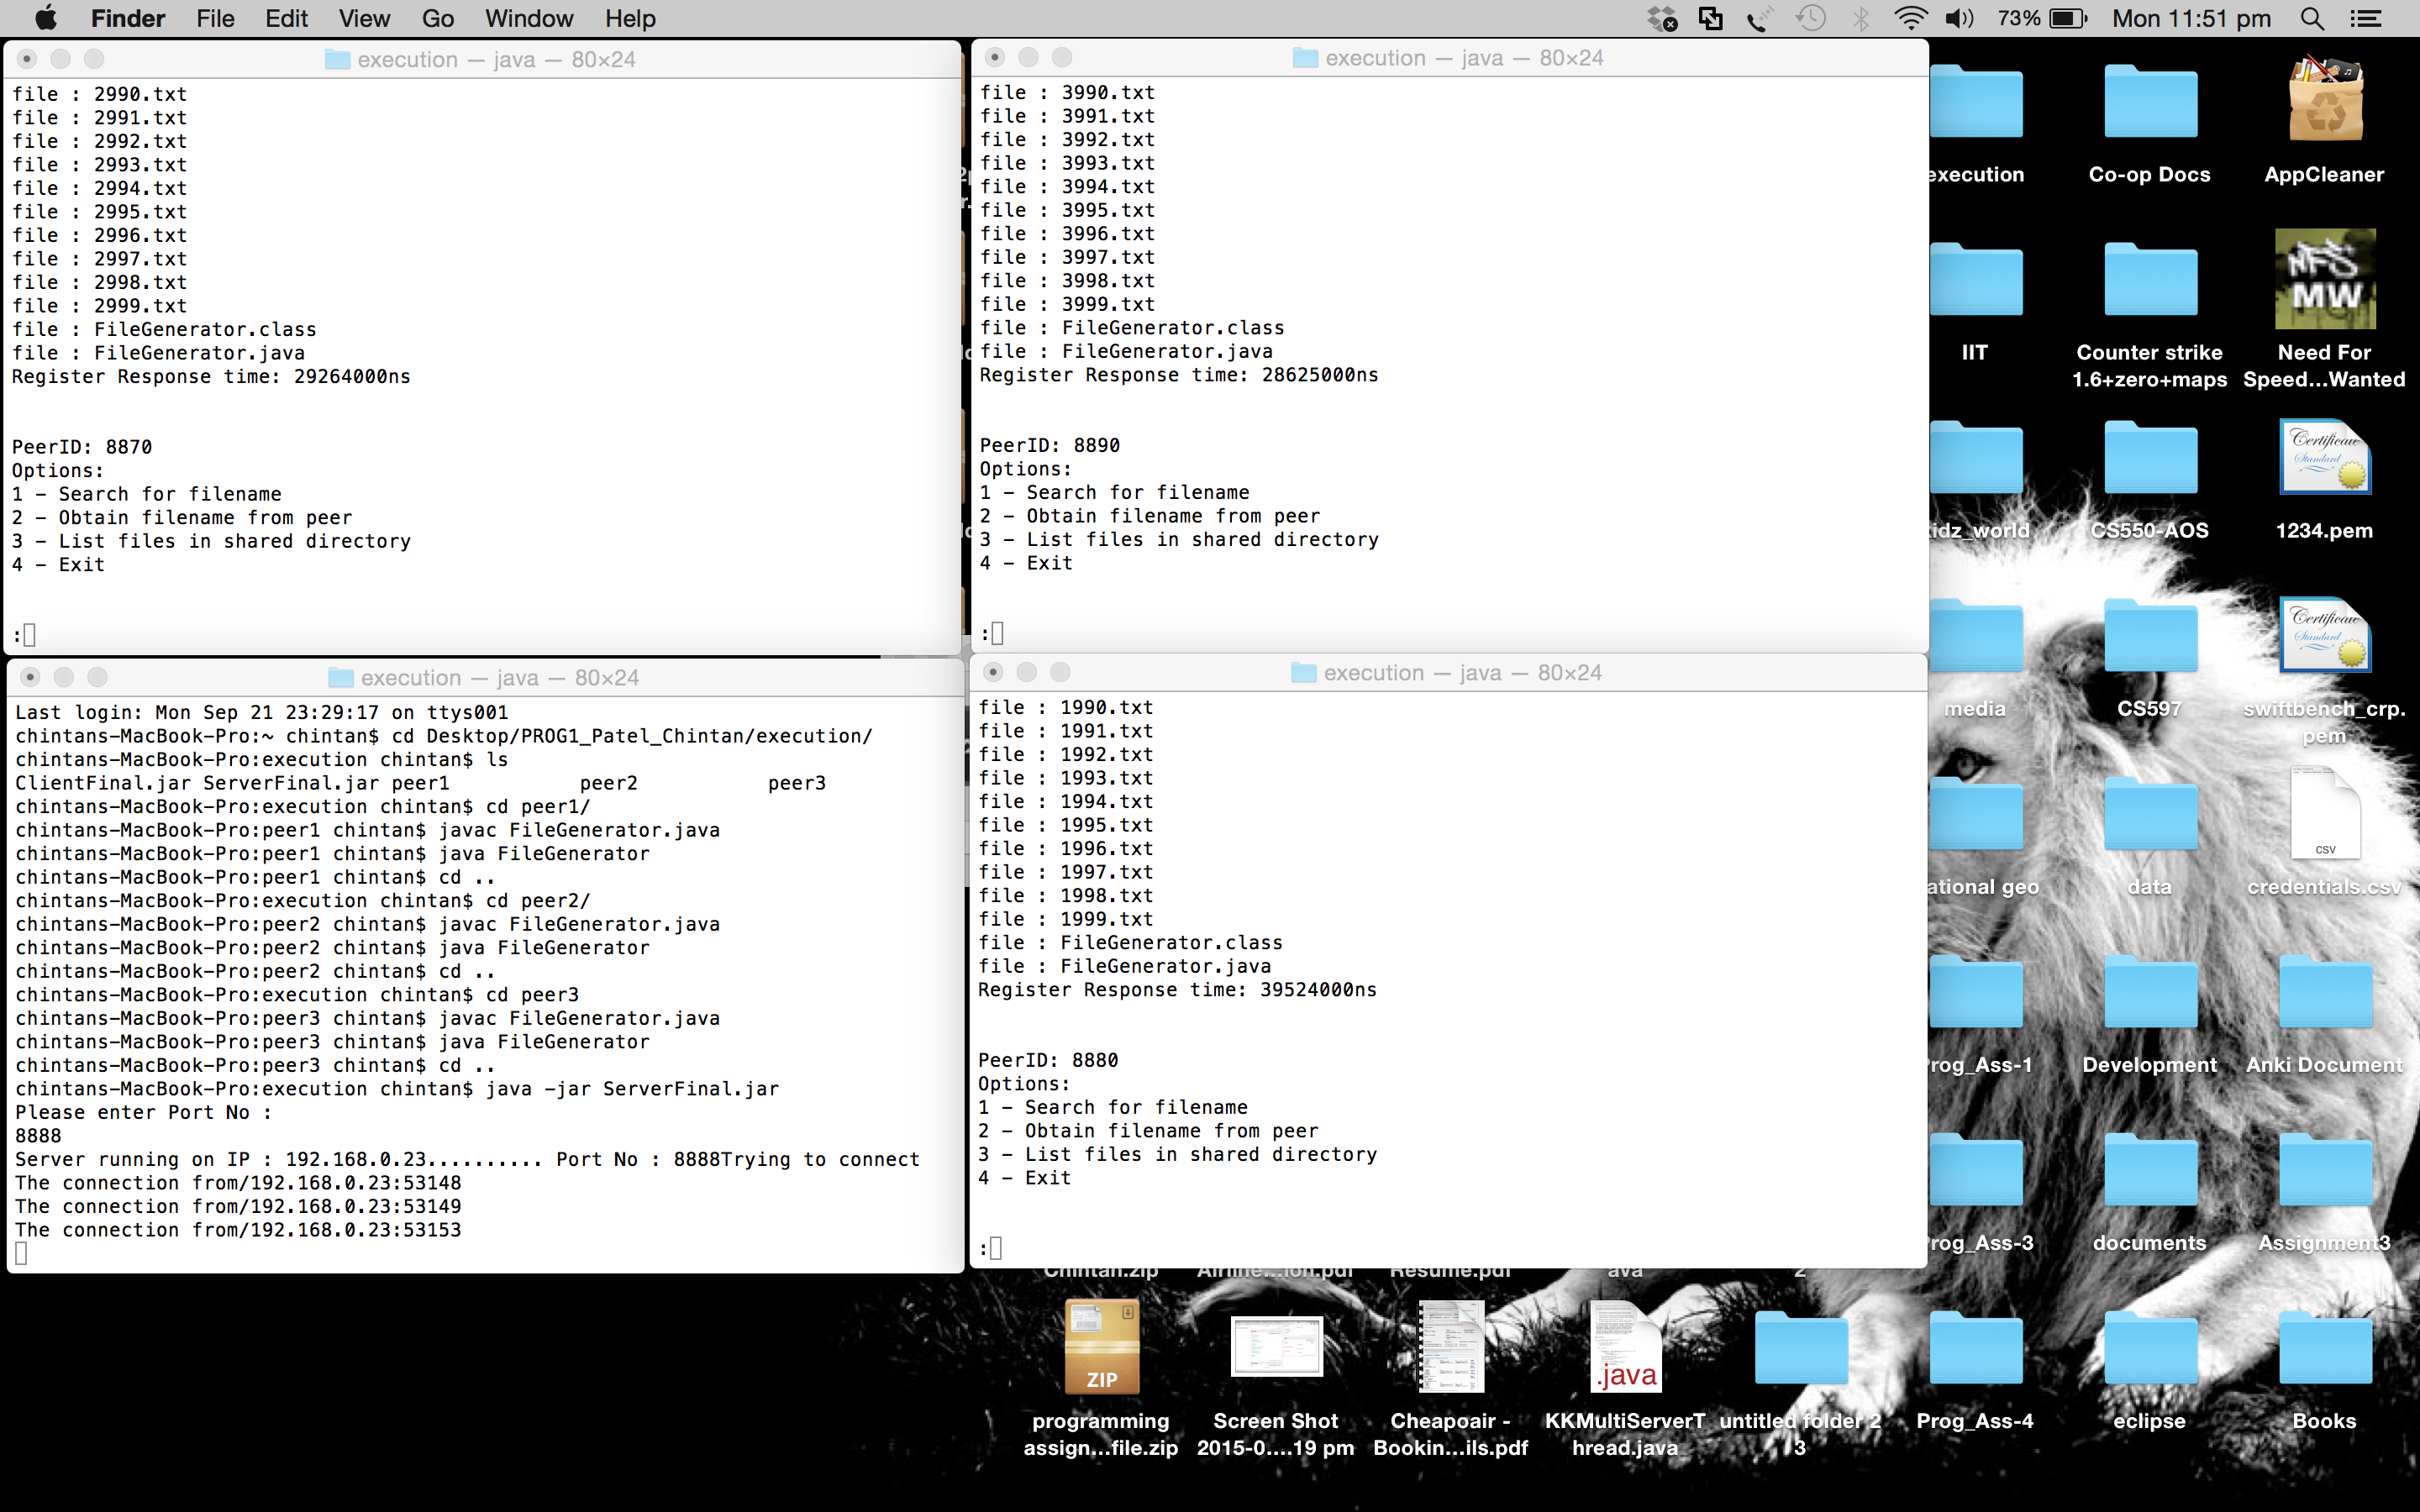 Finder File Edit View Go Window Help 73% Mon 11:51 pm
execution — java — 80×24
file : 2990.txt
file : 2991.txt
file : 2992.txt
file : 2993.txt
file : 2994.txt
file : 2995.txt
file : 2996.txt
file : 2997.txt
file : 2998.txt
file : 2999.txt
file : FileGenerator.class
file : FileGenerator.java
Register Response time: 29264000ns
PeerID: 8870
Options:
1 - Search for filename
2 - Obtain filename from peer
3 - List files in shared directory
4 - Exit
:
execution — java — 80×24
file : 3990.txt
file : 3991.txt
file : 3992.txt
file : 3993.txt
file : 3994.txt
file : 3995.txt
file : 3996.txt
file : 3997.txt
file : 3998.txt
file : 3999.txt
file : FileGenerator.class
file : FileGenerator.java
Register Response time: 28625000ns
PeerID: 8890
Options:
1 - Search for filename
2 - Obtain filename from peer
3 - List files in shared directory
4 - Exit
:
execution — java — 80×24
Last login: Mon Sep 21 23:29:17 on ttys001
chintans-MacBook-Pro:~ chintan$ cd Desktop/PROG1_Patel_Chintan/execution/
chintans-MacBook-Pro:execution chintan$ ls
ClientFinal.jar ServerFinal.jar peer1 peer2 peer3
chintans-MacBook-Pro:execution chintan$ cd peer1/
chintans-MacBook-Pro:peer1 chintan$ javac FileGenerator.java
chintans-MacBook-Pro:peer1 chintan$ java FileGenerator
chintans-MacBook-Pro:peer1 chintan$ cd ..
chintans-MacBook-Pro:execution chintan$ cd peer2/
chintans-MacBook-Pro:peer2 chintan$ javac FileGenerator.java
chintans-MacBook-Pro:peer2 chintan$ java FileGenerator
chintans-MacBook-Pro:peer2 chintan$ cd ..
chintans-MacBook-Pro:execution chintan$ cd peer3
chintans-MacBook-Pro:peer3 chintan$ javac FileGenerator.java
chintans-MacBook-Pro:peer3 chintan$ java FileGenerator
chintans-MacBook-Pro:peer3 chintan$ cd ..
chintans-MacBook-Pro:execution chintan$ java -jar ServerFinal.jar
Please enter Port No :
8888
Server running on IP : 192.168.0.23.......... Port No : 8888Trying to connect
The connection from/192.168.0.23:53148
The connection from/192.168.0.23:53149
The connection from/192.168.0.23:53153
execution — java — 80×24
file : 1990.txt
file : 1991.txt
file : 1992.txt
file : 1993.txt
file : 1994.txt
file : 1995.txt
file : 1996.txt
file : 1997.txt
file : 1998.txt
file : 1999.txt
file : FileGenerator.class
file : FileGenerator.java
Register Response time: 39524000ns
PeerID: 8880
Options:
1 - Search for filename
2 - Obtain filename from peer
3 - List files in shared directory
4 - Exit
:
execution Co-op Docs AppCleaner
NFS
MW
IIT Counter strike Need For
1.6+zero+maps Speed...Wanted
Certificate
Standard
idz_world CS550-AOS 1234.pem
Certificate
Standard
media CS597 swiftbench_crp.
pem
CSV
ational geo data credentials.csv
rog_Ass-1 Development Anki Document
rog_Ass-3 documents Assignment3
Chintan.zip Airline...ion.pdf Resume.pdf ava 2
ZIP .java
programming Screen Shot Cheapoair - KKMultiServerT untitled folder 2 Prog_Ass-4 eclipse Books
assign...file.zip 2015-0....19 pm Bookin...ils.pdf hread.java 3